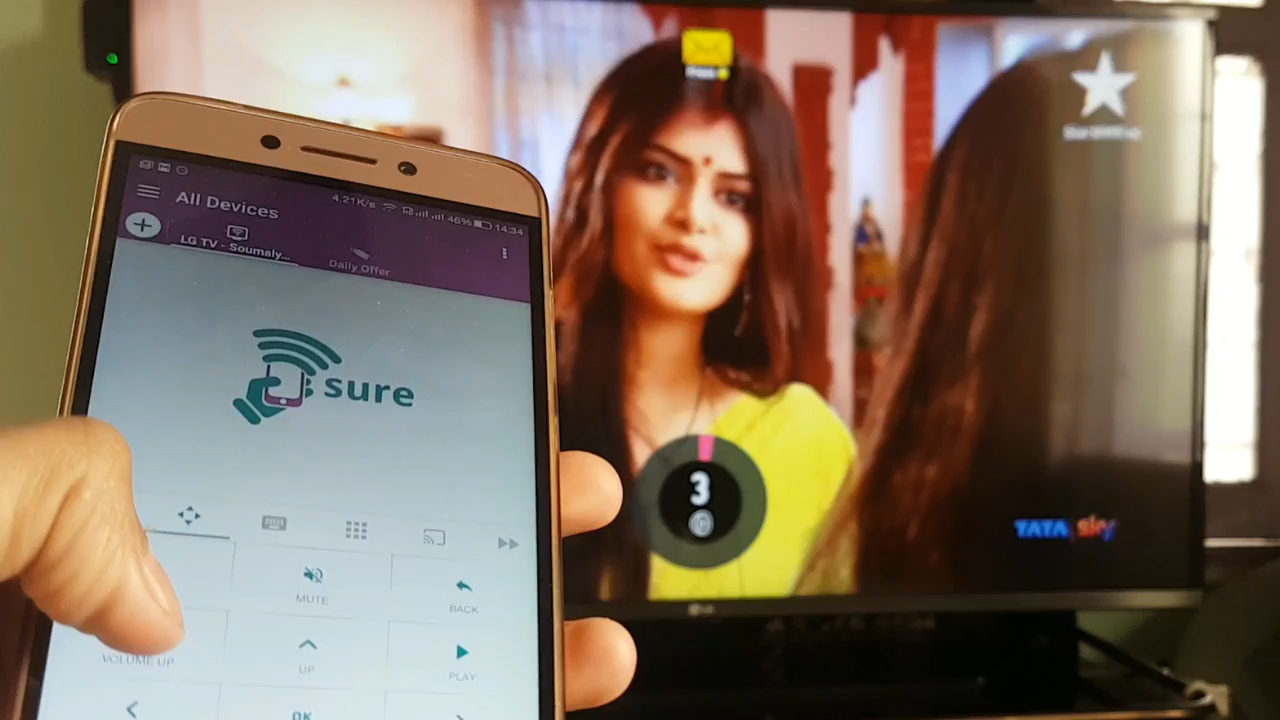 4.21K/s
46%
14:34
All Devices
LG TV - Soumaly...
Daily Offer
sure
MUTE
BACK
VOLUME UP
UP
PLAY
OK
3
TATA sky
LG